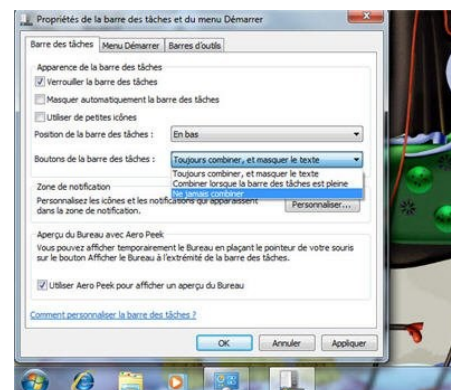 Propriétés de la barre des tâches et du menu Démarrer
Barre des tâches Menu Démarrer Barres d'outils
Apparence de la barre des tâches
Verrouiller la barre des tâches
Masquer automatiquement la barre des tâches
Utiliser de petites icônes
Position de la barre des tâches : En bas
Boutons de la barre des tâches : Toujours combiner, et masquer le texte
Toujours combiner, et masquer le texte
Combiner lorsque la barre des tâches est pleine
Ne jamais combiner
Zone de notification
Personnalisez les icônes et les notifications qui apparaissent
dans la zone de notification.
Personnaliser...
Aperçu du Bureau avec Aero Peek
Vous pouvez afficher temporairement le Bureau en plaçant le pointeur de votre souris
sur le bouton Afficher le Bureau à l'extrémité de la barre des tâches.
Utiliser Aero Peek pour afficher un aperçu du Bureau
Comment personnaliser la barre des tâches ?
OK Annuler Appliquer